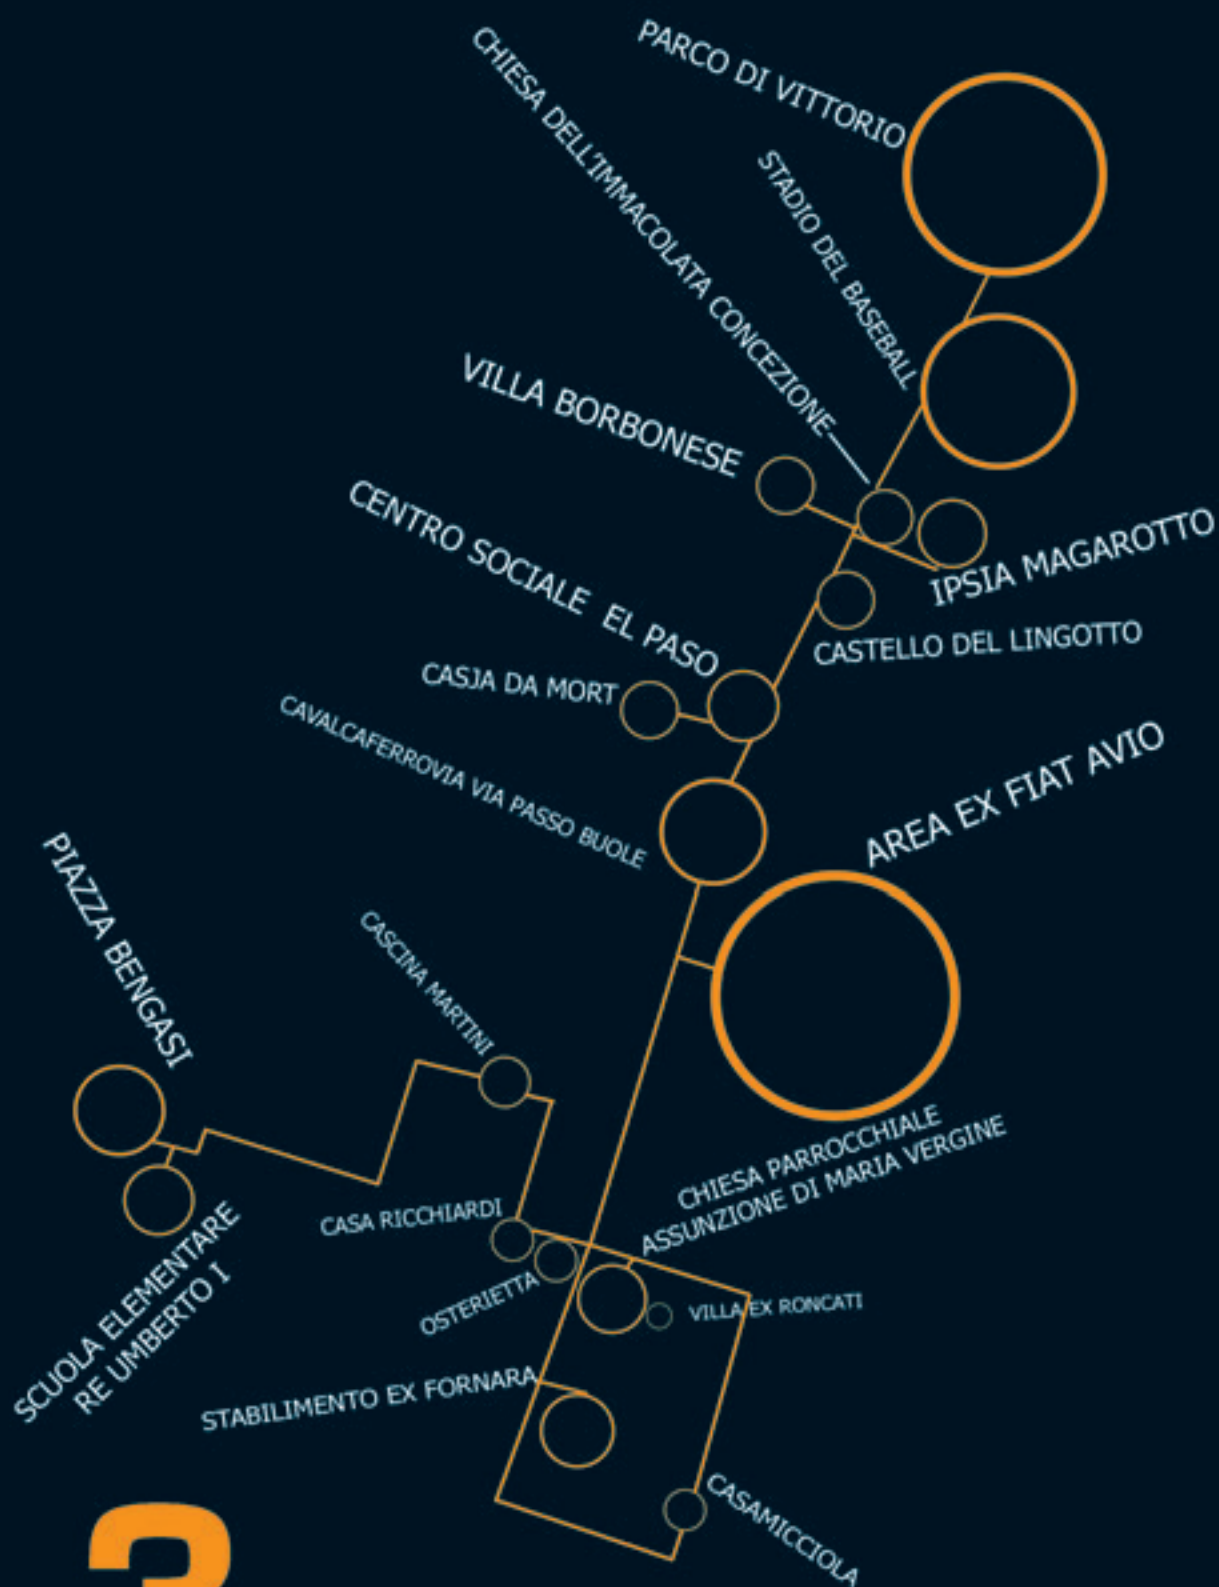 PARCO DI VITTORIO
CHIESA DELL'IMMACOLATA CONCEZIONE
STADIO DEL BASEBALL
VILLA BORBONESE
CENTRO SOCIALE EL PASO
IPSIA MAGAROTTO
CASTELLO DEL LINGOTTO
CASJA DA MORT
CAVALCAFERROVIA VIA PASSO BUOLE
AREA EX FIAT AVIO
PIAZZA BENGASI
CASCINA MARTINI
CHIESA PARROCCHIALE
ASSUNZIONE DI MARIA VERGINE
CASA RICCHIARDI
SCUOLA ELEMENTARE
RE UMBERTO I
OSTERIETTA
VILLA EX RONCATI
STABILIMENTO EX FORNARA
CASAMICCIOLA
3